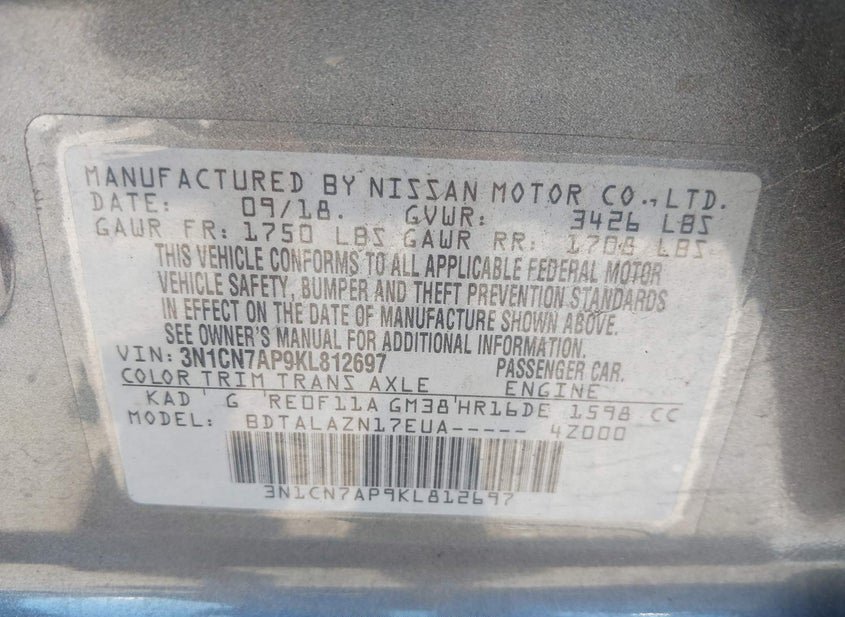 MANUFACTURED BY NISSAN MOTOR CO., LTD.
DATE: 09/18. GVWR: 3426 LBS
GAWR FR: 1750 LBS GAWR RR: 1708 LBS
THIS VEHICLE CONFORMS TO ALL APPLICABLE FEDERAL MOTOR
VEHICLE SAFETY, BUMPER AND THEFT PREVENTION STANDARDS
IN EFFECT ON THE DATE OF MANUFACTURE SHOWN ABOVE.
SEE OWNER'S MANUAL FOR ADDITIONAL INFORMATION.
VIN: 3N1CN7AP9KL812697 PASSENGER CAR.
COLOR TRIM TRANS AXLE ENGINE
KAD G RE0F11A GM38 HR16DE 1598 CC
MODEL: BDTALAZN17EUA----- 4Z000
3N1CN7AP9KL812697